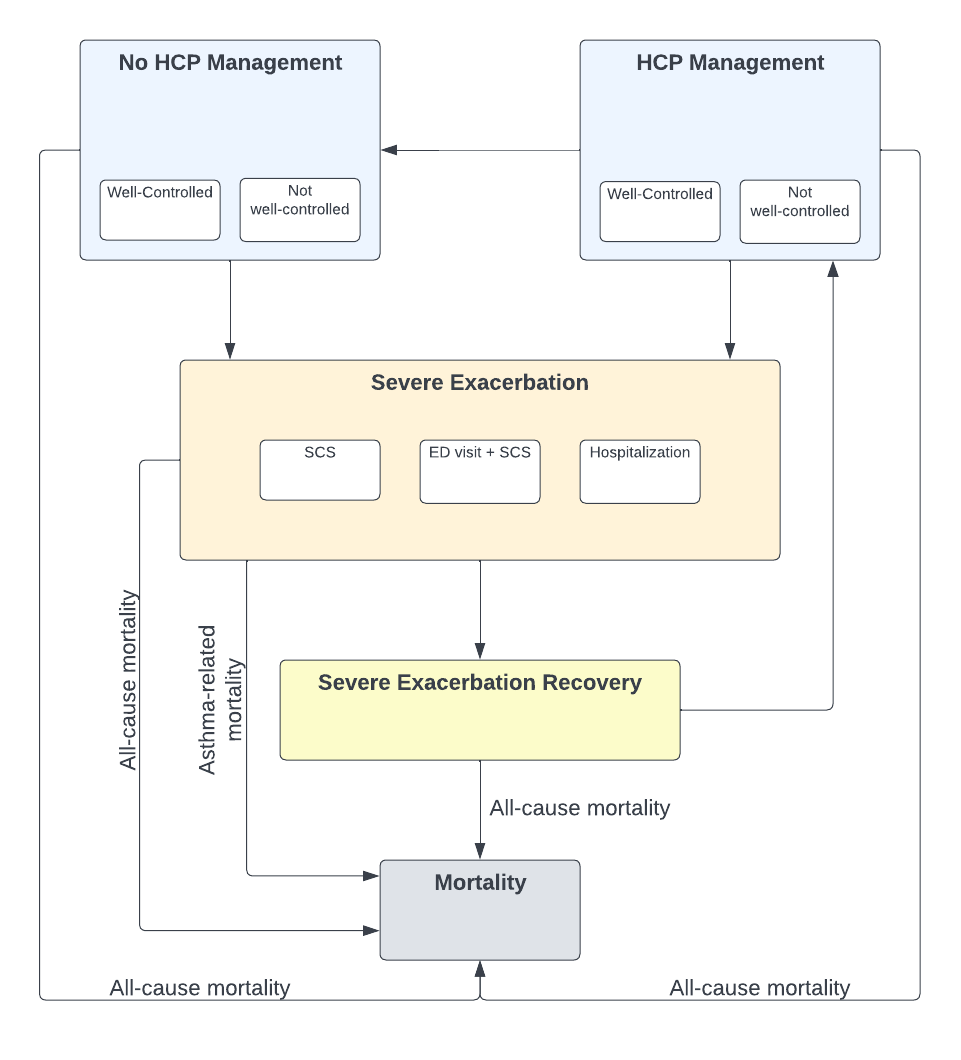 No HCP Management
HCP Management
Well-Controlled
Not
well-controlled
Well-Controlled
Not
well-controlled
Severe Exacerbation
SCS
ED visit + SCS
Hospitalization
All-cause mortality
Asthma-related
mortality
Severe Exacerbation Recovery
All-cause mortality
Mortality
All-cause mortality
All-cause mortality